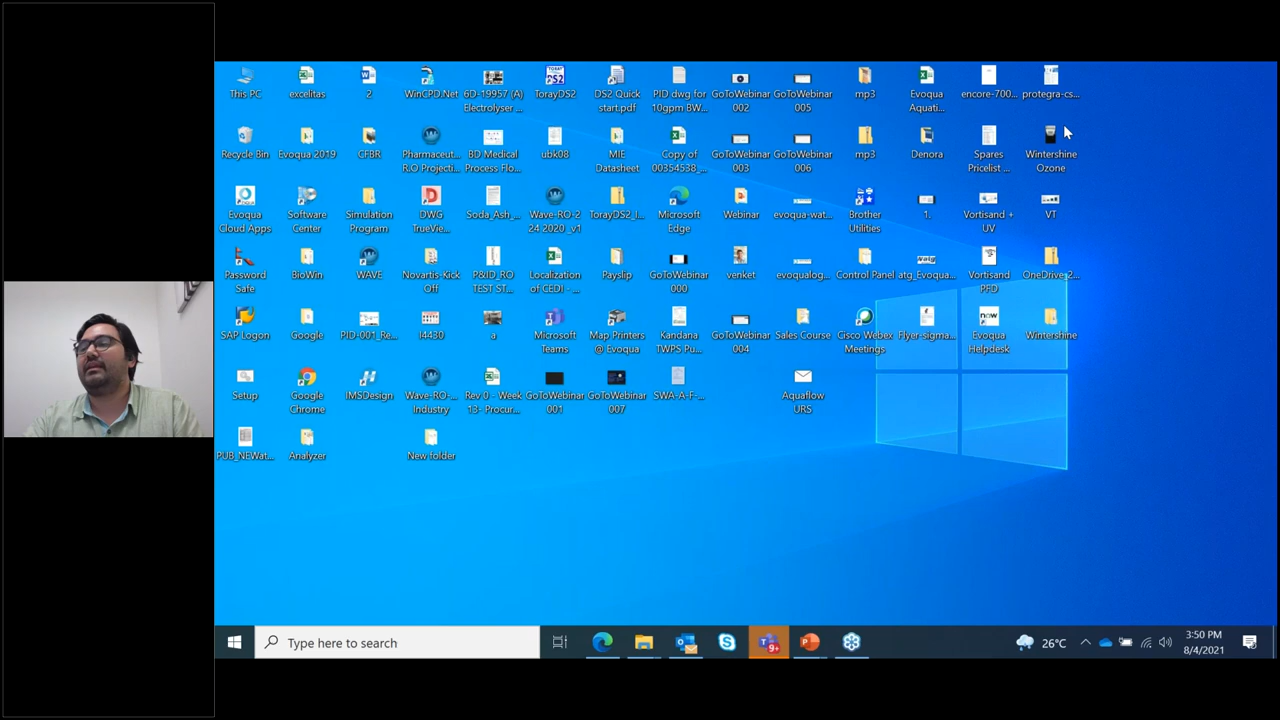 This PC
excelitas
2
WinCPD.Net
6D-19957 (A)
Electrolyser ...
TorayDS2
DS2 Quick
start.pdf
PID dwg for
10gpm BW...
GoToWebinar
002
GoToWebinar
005
mp3
Evoqua
Aquati...
encore-700...
protegra-cs...
Recycle Bin
Evoqua 2019
CFBR
Pharmaceut...
R.O Projecti...
BD Medical
Process Flo...
ubk08
MIE
Datasheet
Copy of
00354538_...
GoToWebinar
003
GoToWebinar
006
mp3
Denora
Spares
Pricelist ...
Wintershine
Ozone
Evoqua
Cloud Apps
Software
Center
Simulation
Program
DWG
TrueView...
Soda_Ash_...
Wave-RO-2
24 2020 _v1
TorayDS2_I...
Microsoft
Edge
Webinar
evoqua-wat...
Brother
Utilities
1.
Vortisand +
UV
VT
Password
Safe
BioWin
WAVE
Novartis-Kick
Off
P&ID_RO
TEST ST...
Localization
of CEDI -...
Payslip
GoToWebinar
000
venket
evoqualog...
Control Panel
atg_Evoqua...
Vortisand
PFD
OneDrive_2...
SAP Logon
Google
PID-001_Re...
I4430
a
Microsoft
Teams
Map Printers
@ Evoqua
Kandana
TWPS Pu...
GoToWebinar
004
Sales Course
Cisco Webex
Meetings
Flyer-sigma...
Evoqua
Helpdesk
Wintershine
Setup
Google
Chrome
IMSDesign
Wave-RO-...
Industry
Rev 0 - Week
13- Procur...
GoToWebinar
001
GoToWebinar
007
SWA-A-F-...
Aquaflow
URS
PUB_NEWat...
Analyzer
New folder
Type here to search
9+
26°C
3:50 PM
8/4/2021